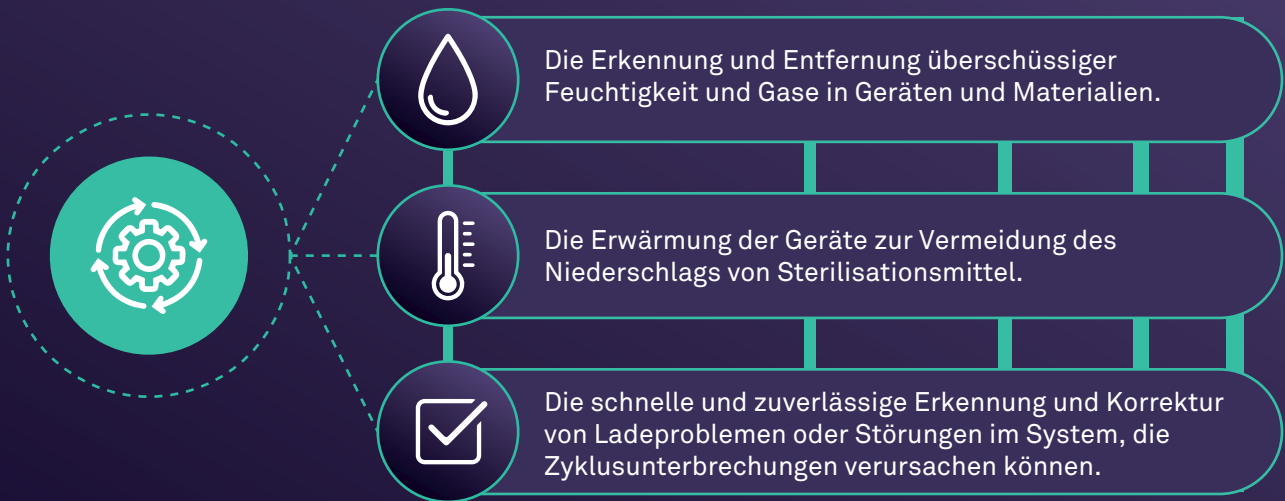 Die Erkennung und Entfernung überschüssiger
Feuchtigkeit und Gase in Geräten und Materialien.
Die Erwärmung der Geräte zur Vermeidung des
Niederschlags von Sterilisationsmittel.
Die schnelle und zuverlässige Erkennung und Korrektur
von Ladeproblemen oder Störungen im System, die
Zyklusunterbrechungen verursachen können.